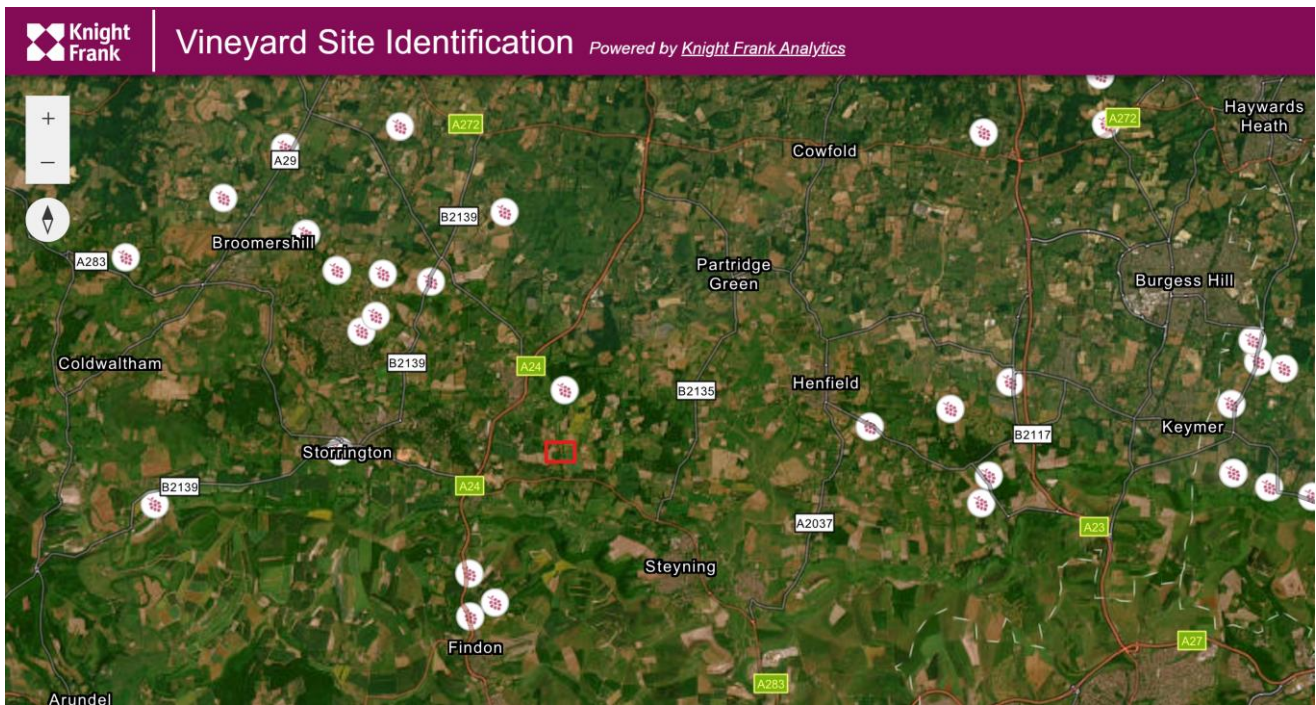 Knight
Frank
Vineyard Site Identification Powered by Knight Frank Analytics
+
−
A272
A272
Haywards
Heath
Cowfold
A29
B2139
Broomershill
A283
Partridge
Green
Burgess Hill
Coldwaltham
B2139
A24
B2135
Henfield
Keymer
B2117
Storrington
B2139
A24
A2037
A23
Steyning
Findon
A27
A283
Arundel